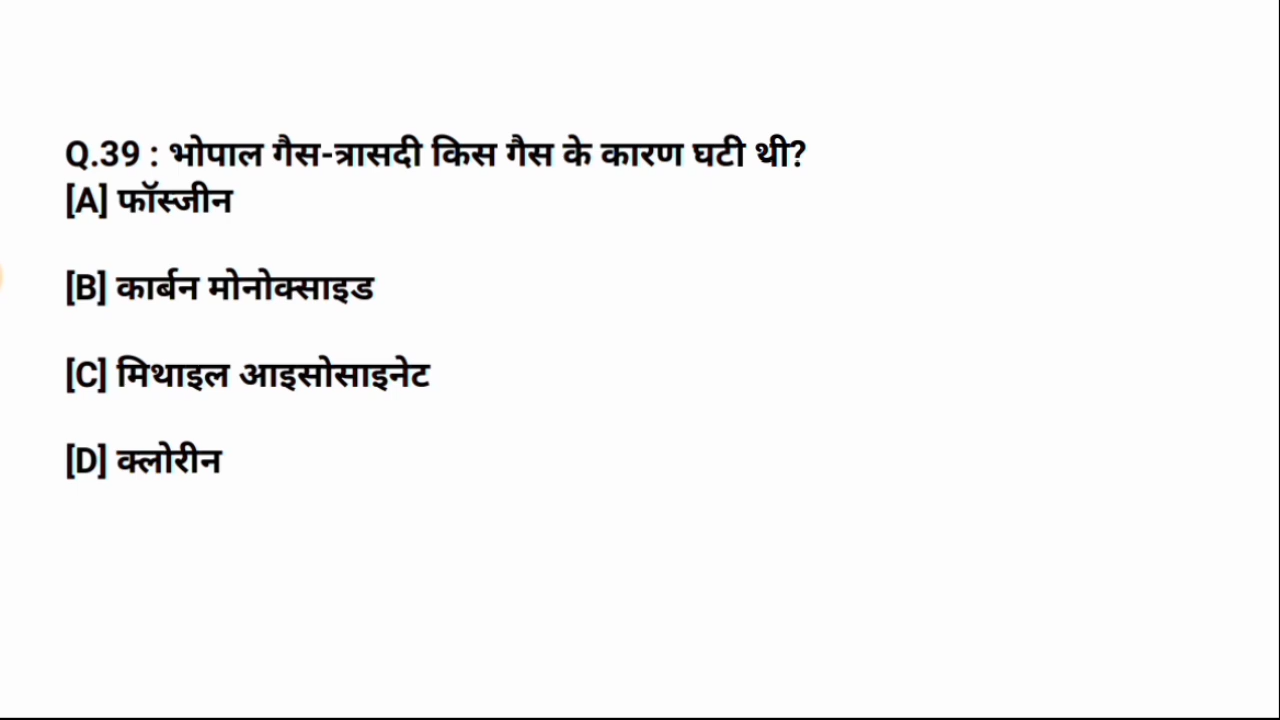 Q.39 : भोपाल गैस-त्रासदी किस गैस के कारण घटी थी?
[A] फॉस्जीन
[B] कार्बन मोनोक्साइड
[C] मिथाइल आइसोसाइनेट
[D] क्लोरीन